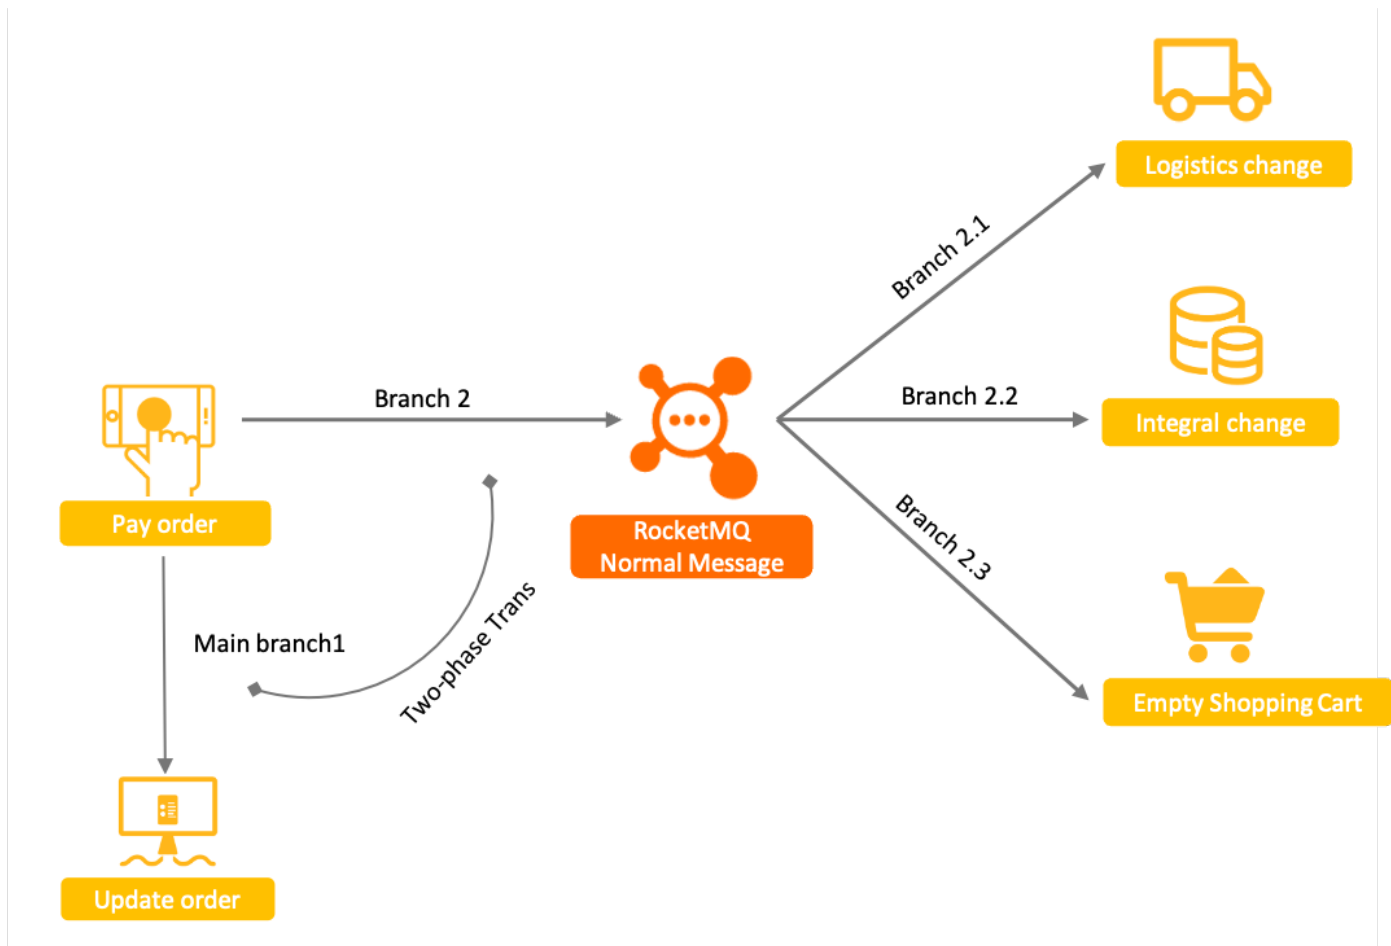 Logistics change
Branch 2.1
Branch 2
Branch 2.2
Integral change
Pay order
RocketMQ
Normal Message
Branch 2.3
Main branch1
Two-phase Trans
Empty Shopping Cart
Update order